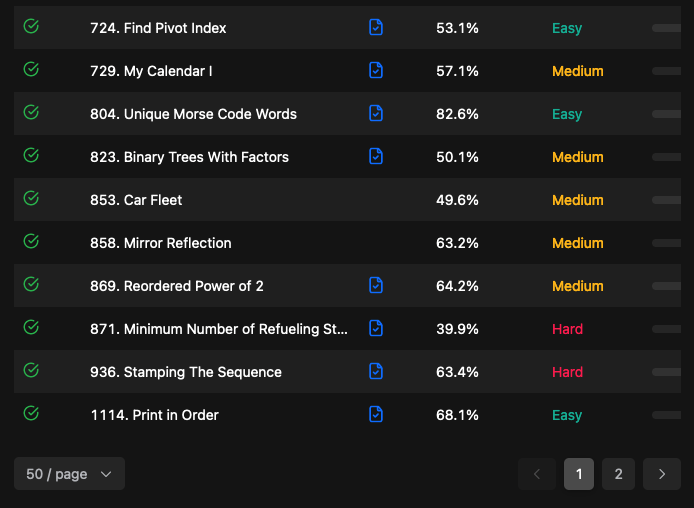 724. Find Pivot Index 53.1% Easy
729. My Calendar I 57.1% Medium
804. Unique Morse Code Words 82.6% Easy
823. Binary Trees With Factors 50.1% Medium
853. Car Fleet 49.6% Medium
858. Mirror Reflection 63.2% Medium
869. Reordered Power of 2 64.2% Medium
871. Minimum Number of Refueling St... 39.9% Hard
936. Stamping The Sequence 63.4% Hard
1114. Print in Order 68.1% Easy
50 / page 1 2